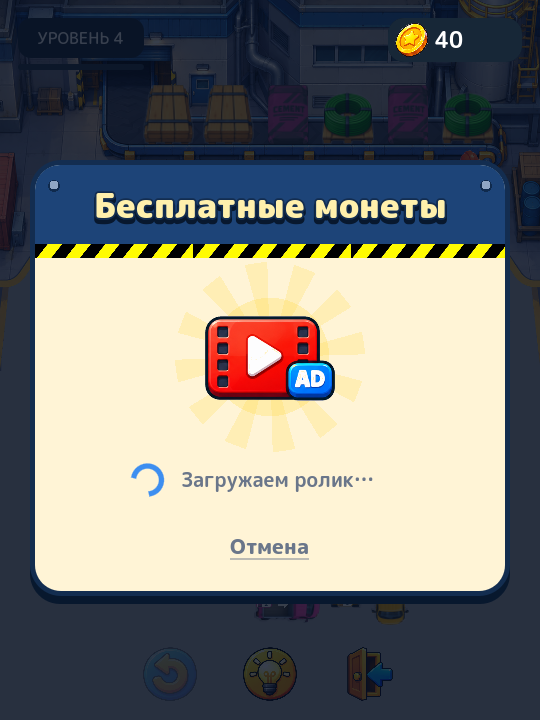 УРОВЕНЬ 4
40
Бесплатные монеты
AD
Загружаем ролик...
Отмена